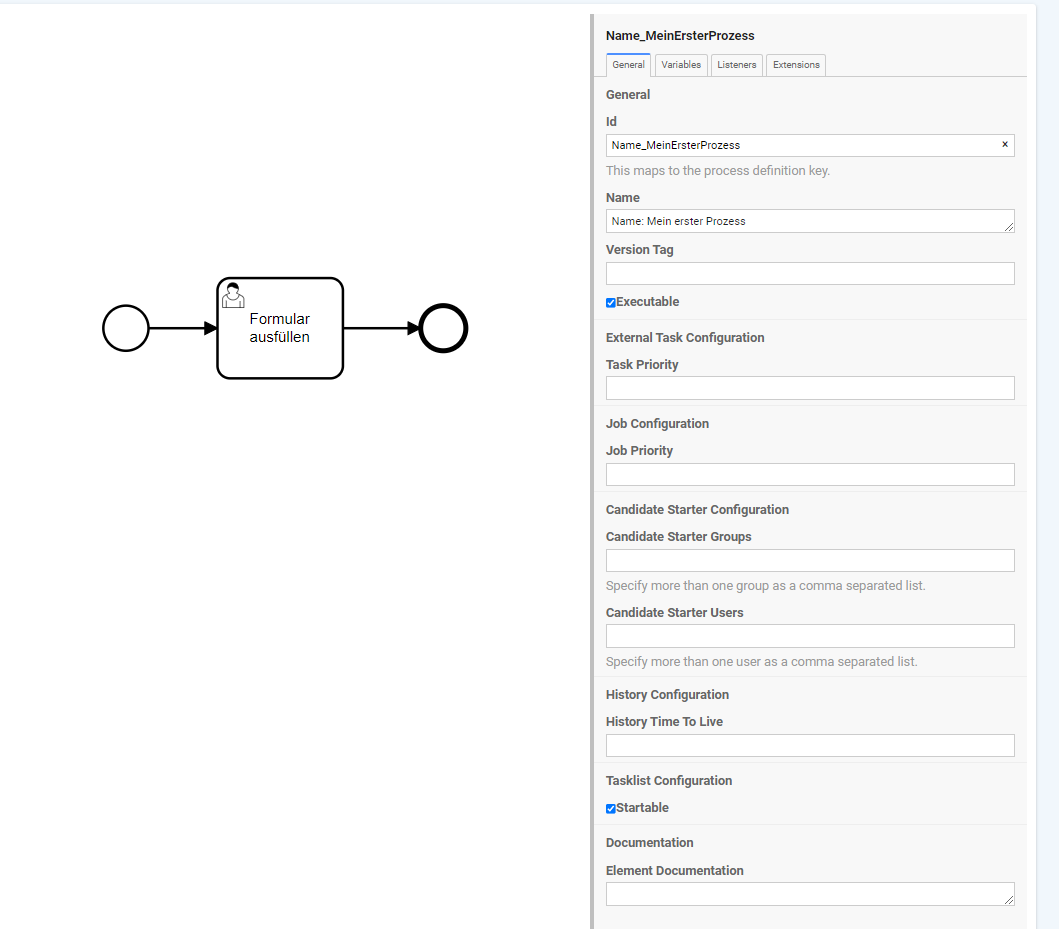 Formular
ausfüllen
Name_MeinErsterProzess
General
Variables
Listeners
Extensions
General
Id
Name_MeinErsterProzess ×
This maps to the process definition key.
Name
Name: Mein erster Prozess
Version Tag
Executable
External Task Configuration
Task Priority
Job Configuration
Job Priority
Candidate Starter Configuration
Candidate Starter Groups
Specify more than one group as a comma separated list.
Candidate Starter Users
Specify more than one user as a comma separated list.
History Configuration
History Time To Live
Tasklist Configuration
Startable
Documentation
Element Documentation